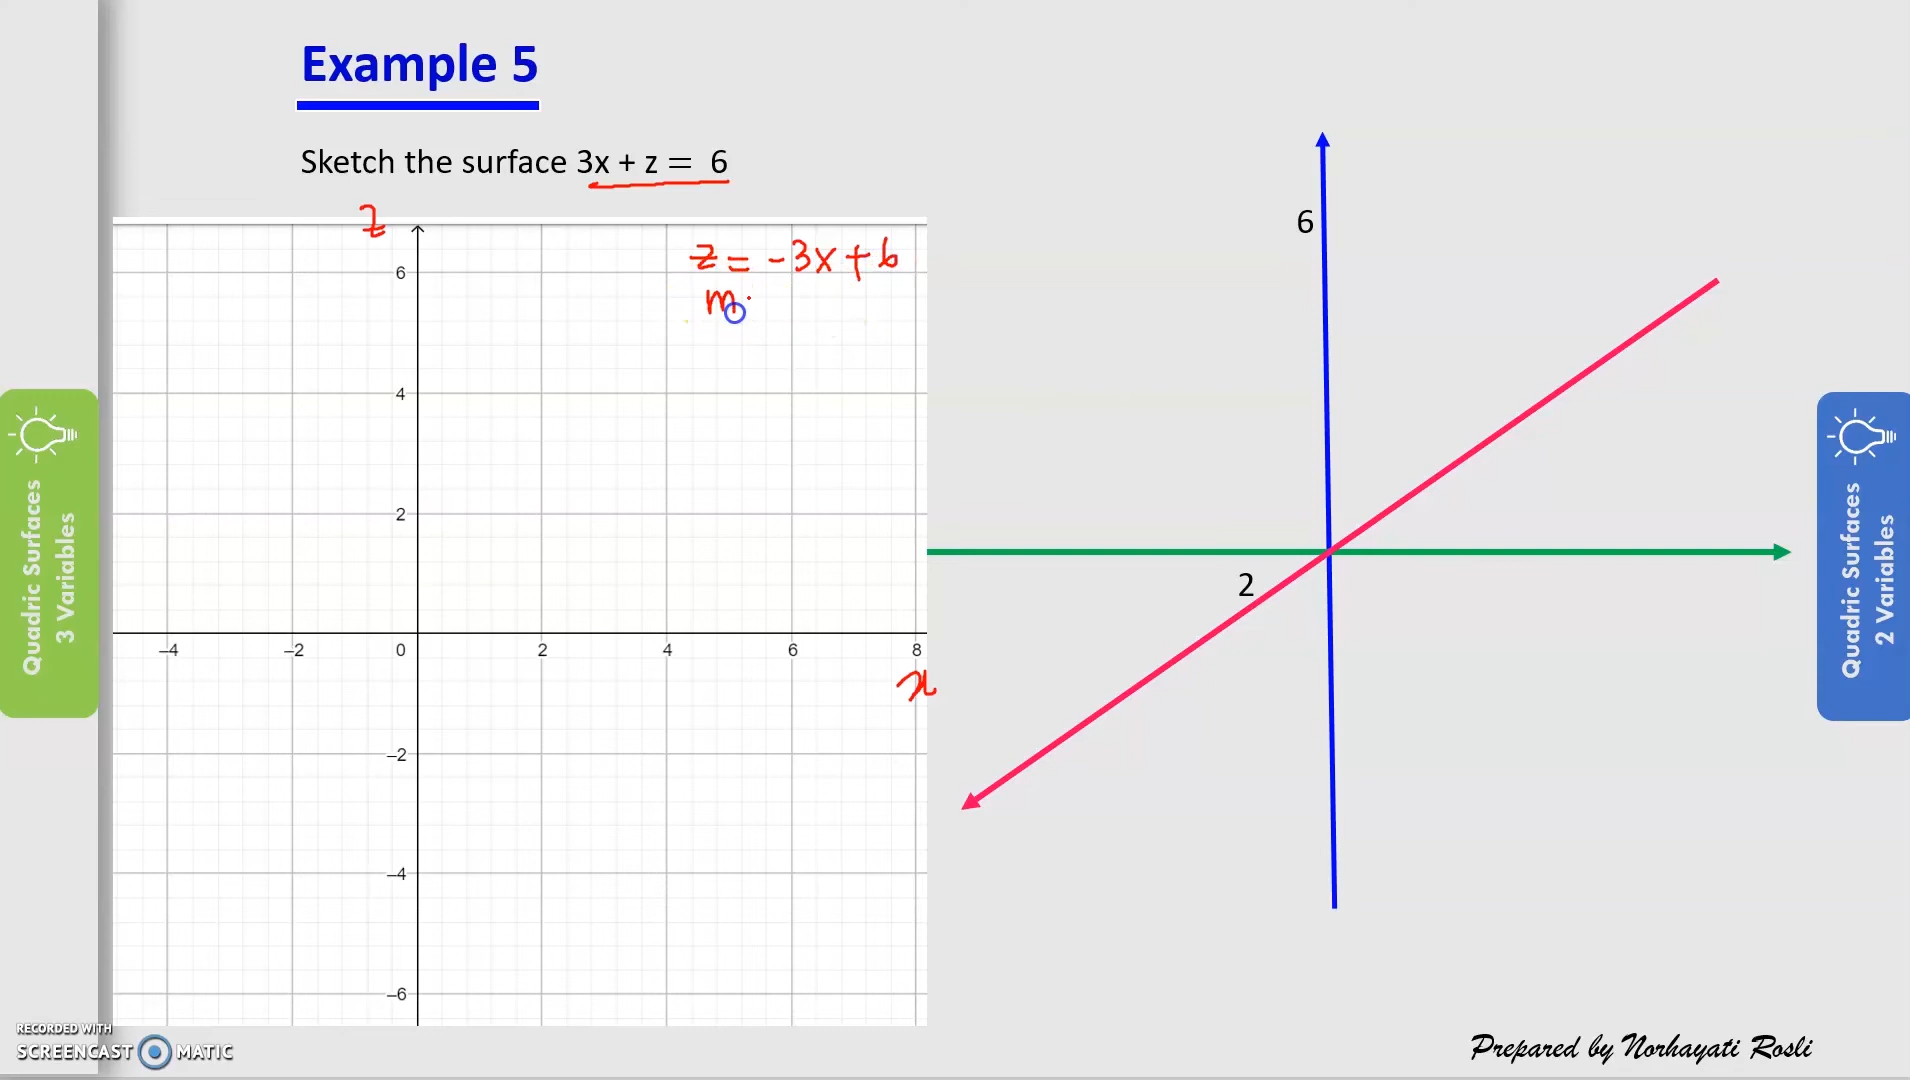 Example 5
Sketch the surface 3x + z = 6
z
z = -3x + 6
m
6
4
2
-4 -2 0 2 4 6 8
x
-2
-4
-6
6
2
Quadric Surfaces
3 Variables
Quadric Surfaces
2 Variables
RECORDED WITH
SCREENCAST MATIC
Prepared by Norhayati Rosli